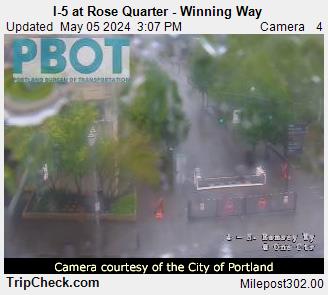 I-5 at Rose Quarter - Winning Way
Updated May 05 2024 3:07 PM Camera 4
PBOT
PORTLAND BUREAU OF TRANSPORTATION
Camera courtesy of the City of Portland
TripCheck.com Milepost302.00